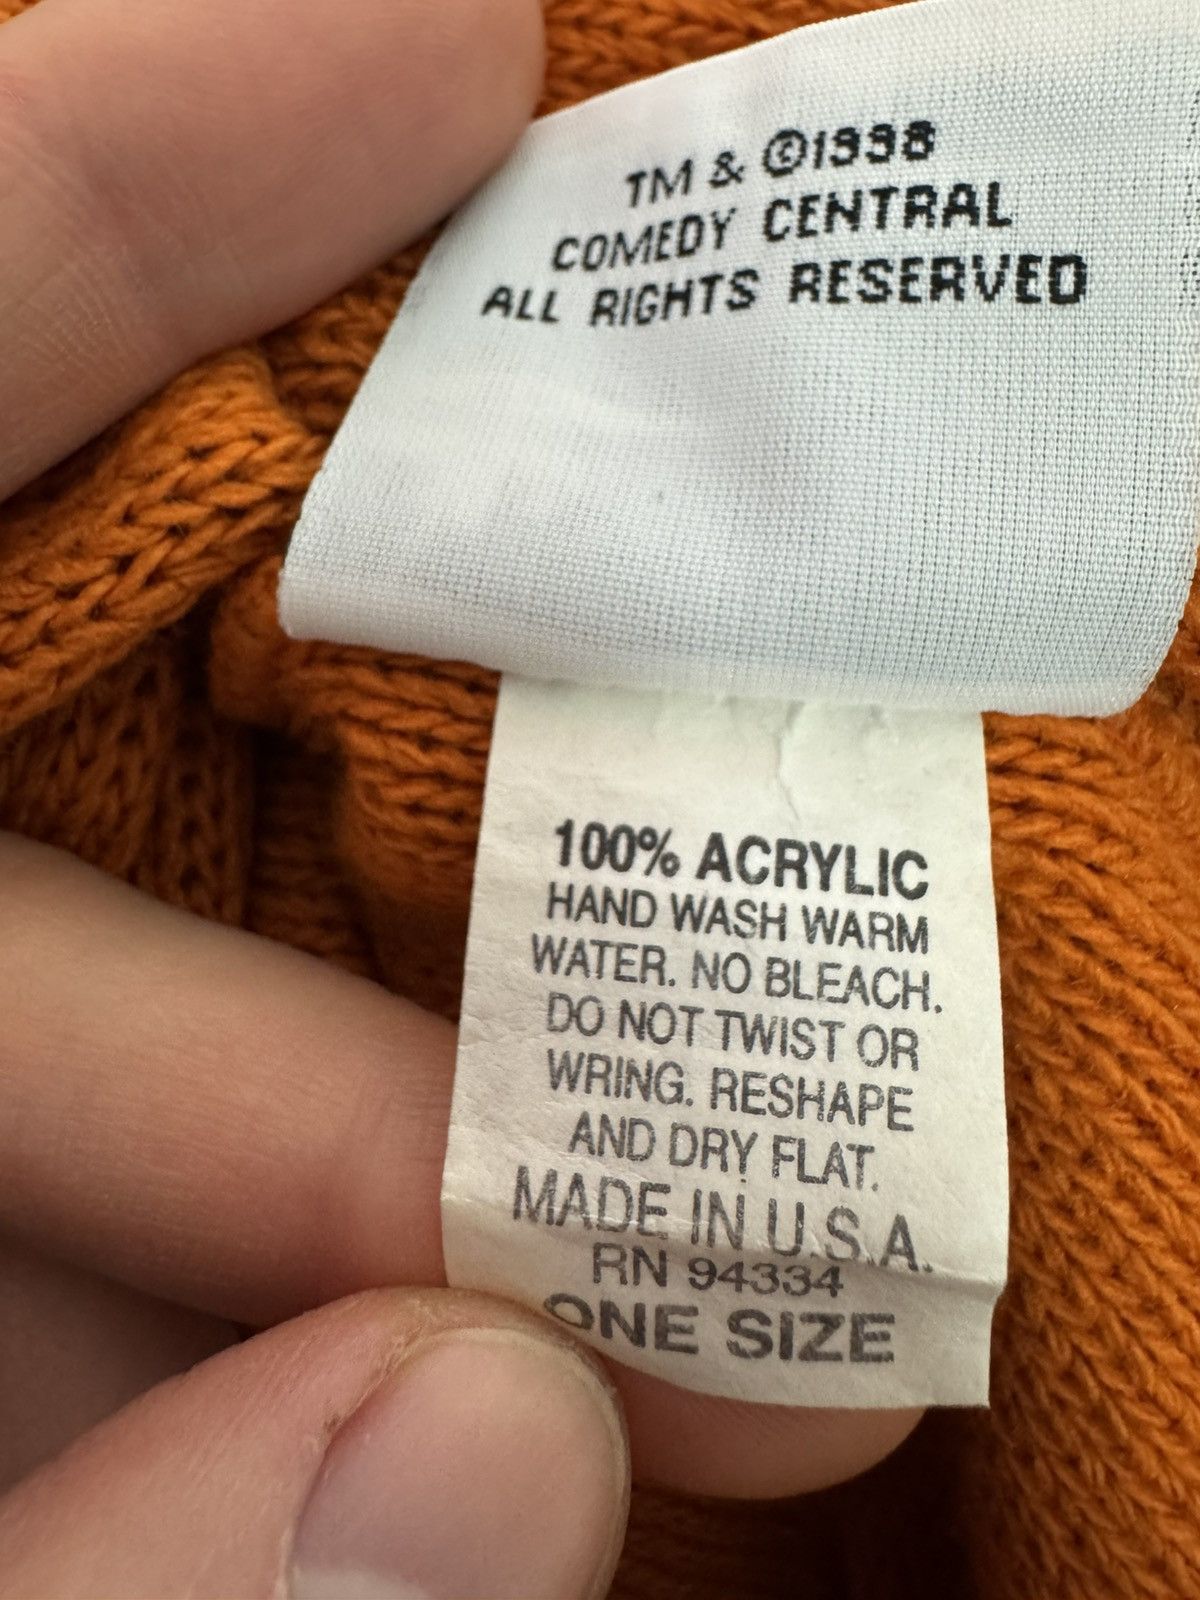 TM & ©1998
COMEDY CENTRAL
ALL RIGHTS RESERVED
100% ACRYLIC
HAND WASH WARM
WATER. NO BLEACH.
DO NOT TWIST OR
WRING. RESHAPE
AND DRY FLAT.
MADE IN U.S.A.
RN 94334
ONE SIZE